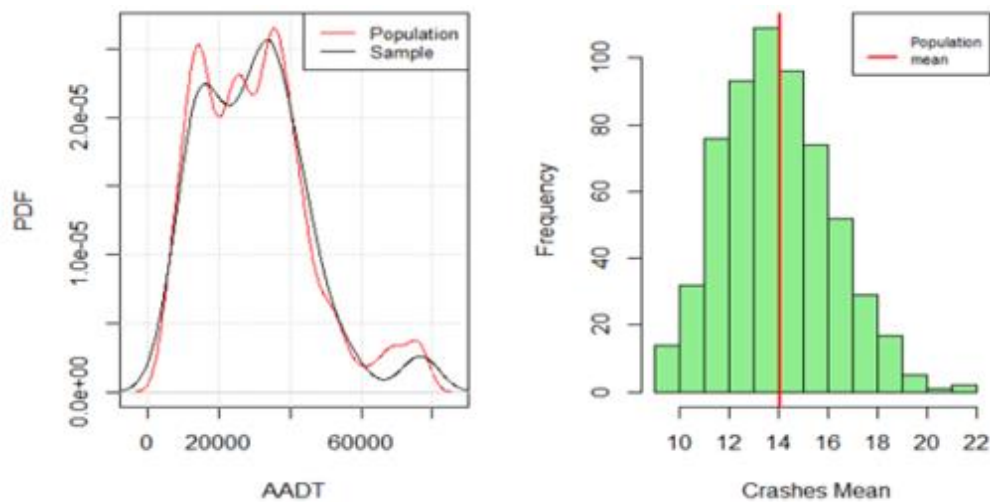 Population
Sample
PDF
0.0e+00
1.0e-05
2.0e-05
0
20000
60000
AADT
Population
mean
Frequency
0
20
40
60
80
100
10
12
14
16
18
20
22
Crashes Mean